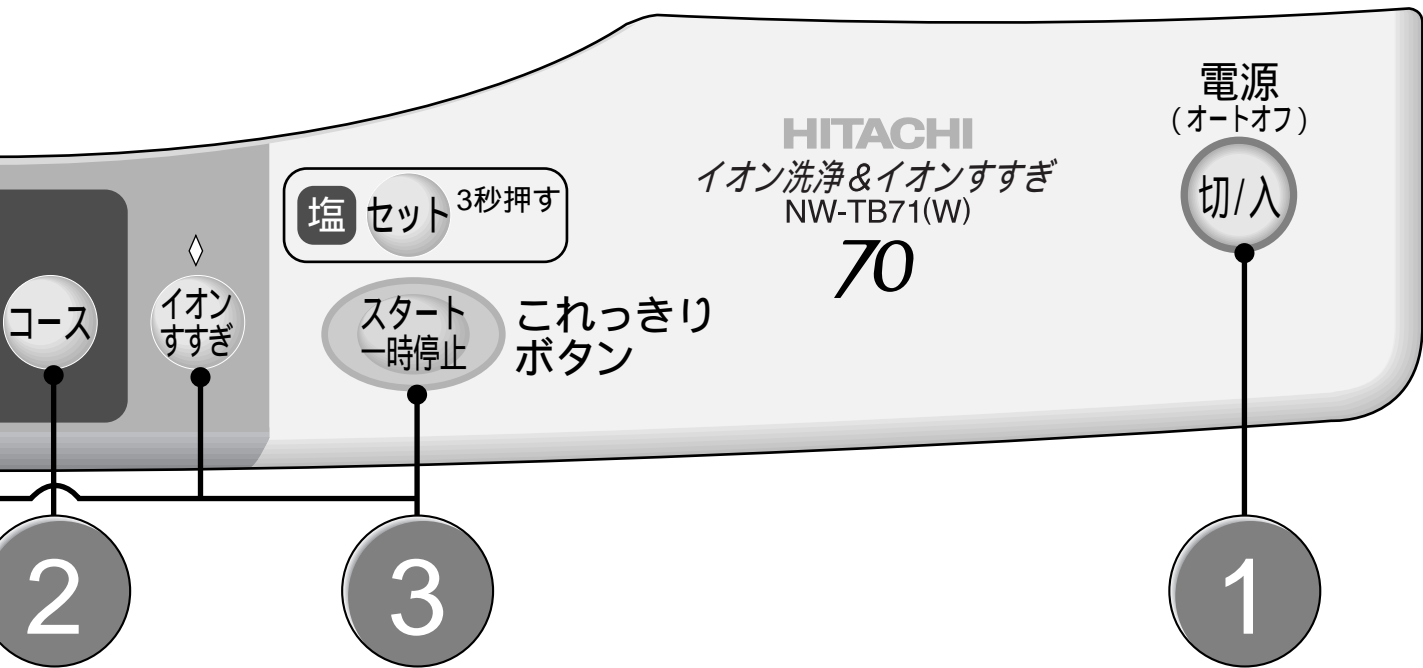 電源
(オートオフ)
切/入
HITACHI
イオン洗浄&イオンすすぎ
NW-TB71(W)
70
塩
セット
3秒押す
コース
イオン
すすぎ
スタート
一時停止
これっきり
ボタン
2
3
1